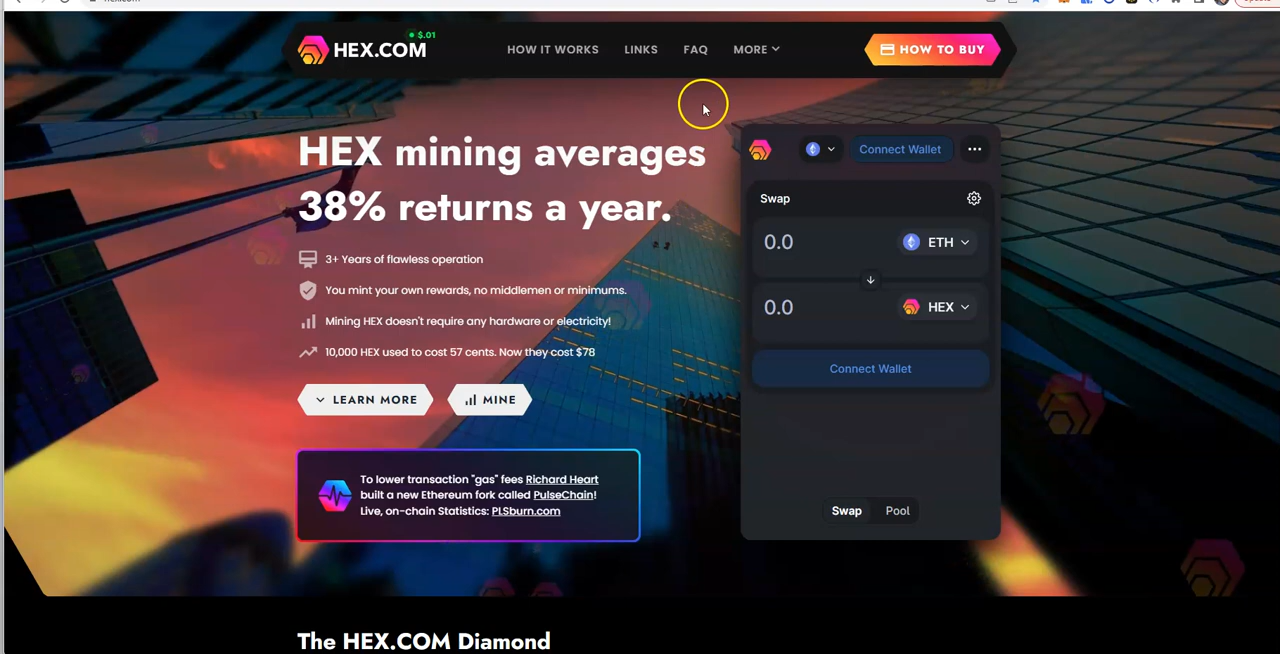 $.01
HEX.COM
HOW IT WORKS
LINKS
FAQ
MORE
HOW TO BUY
HEX mining averages
38% returns a year.
3+ Years of flawless operation
You mint your own rewards, no middlemen or minimums.
Mining HEX doesn't require any hardware or electricity!
10,000 HEX used to cost 57 cents. Now they cost $78
LEARN MORE
MINE
To lower transaction "gas" fees Richard Heart
built a new Ethereum fork called PulseChain!
Live, on-chain Statistics: PLSburn.com
Connect Wallet
Swap
0.0
ETH
0.0
HEX
Connect Wallet
Swap
Pool
The HEX.COM Diamond